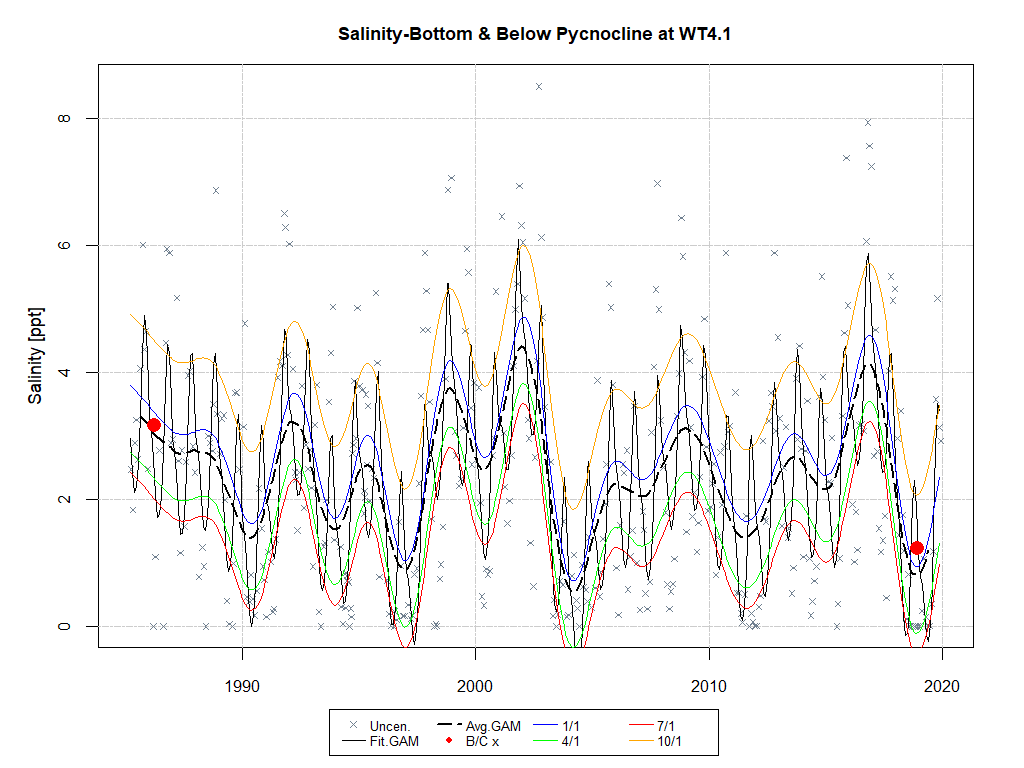 Salinity-Bottom & Below Pycnocline at WT4.1
Salinity [ppt]
8
6
4
2
0
1990 2000 2010 2020
Uncen. Avg.GAM 1/1 7/1
Fit.GAM B/C x 4/1 10/1